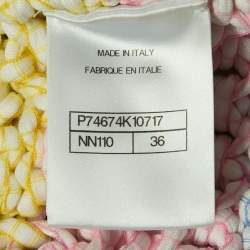 MADE IN ITALY
FABRIQUE EN ITALIE
P74674K10717
NN110 36